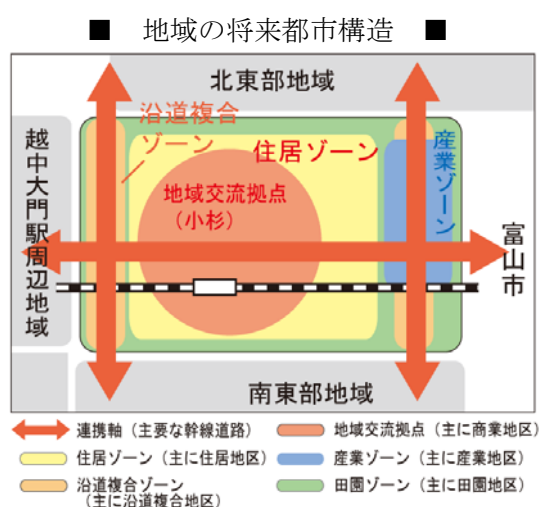 ■ 地域の将来都市構造 ■
北東部地域
沿道複合
ゾーン
住居ゾーン
産業ゾーン
越中大門駅周辺地域
地域交流拠点
(小杉)
富山市
南東部地域
連携軸(主要な幹線道路)
地域交流拠点(主に商業地区)
住居ゾーン(主に住居地区)
産業ゾーン(主に産業地区)
沿道複合ゾーン
(主に沿道複合地区)
田園ゾーン(主に田園地区)